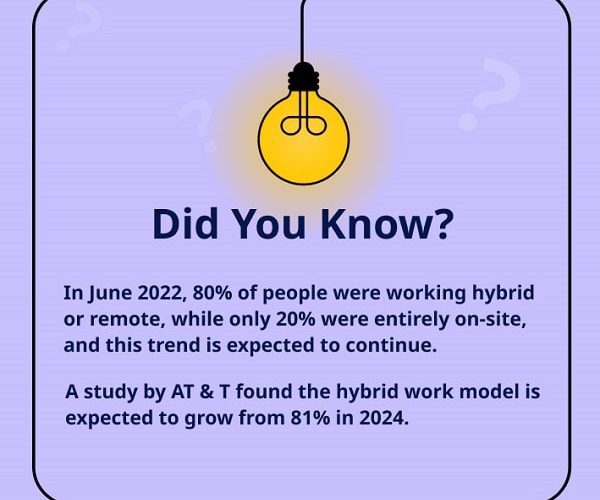 Did You Know?
In June 2022, 80% of people were working hybrid
or remote, while only 20% were entirely on-site,
and this trend is expected to continue.
A study by AT & T found the hybrid work model is
expected to grow from 81% in 2024.